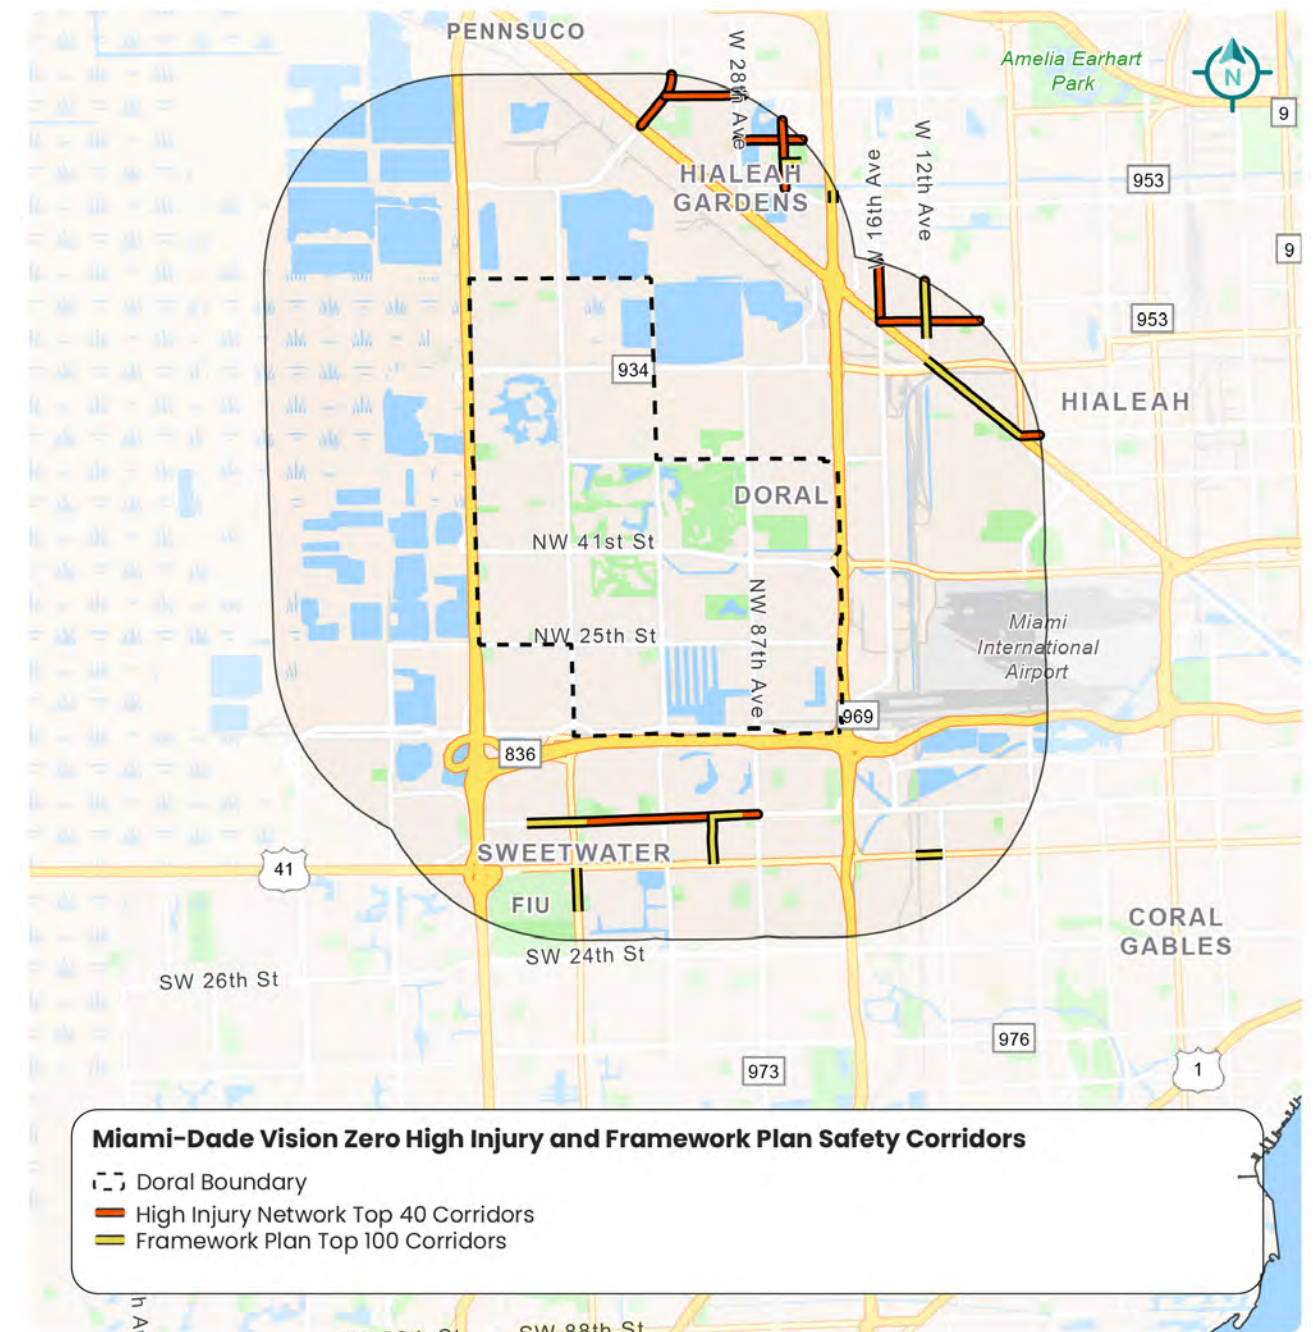 PENNSUCO
W 28th Ave
Amelia Earhart
Park
N
9
W 12th Ave
W 16th Ave
953
HIALEAH
GARDENS
9
953
934
HIALEAH
DORAL
NW 41st St
NW 87th Ave
Miami
International
Airport
NW 25th St
969
836
SWEETWATER
41
FIU
CORAL
GABLES
SW 24th St
SW 26th St
976
973
1
Miami-Dade Vision Zero High Injury and Framework Plan Safety Corridors
Doral Boundary
High Injury Network Top 40 Corridors
Framework Plan Top 100 Corridors
SW 88th St